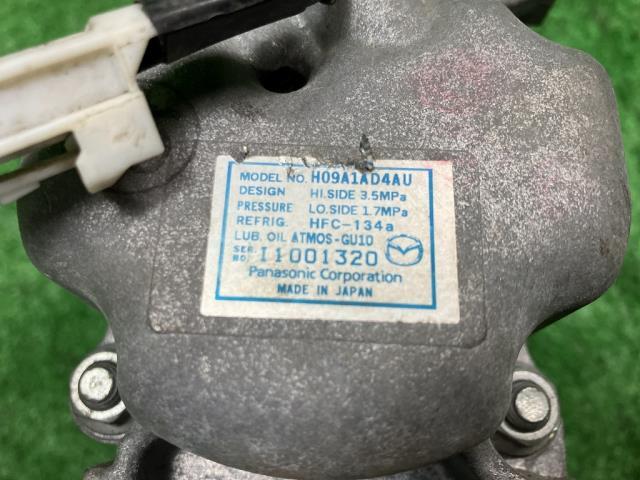 MODEL NO. H09A1AD4AU
DESIGN HI.SIDE 3.5MPa
PRESSURE LO.SIDE 1.7MPa
REFRIG. HFC-134a
LUB. OIL ATMOS-GU10
SER. NO. I1001320
Panasonic Corporation
MADE IN JAPAN